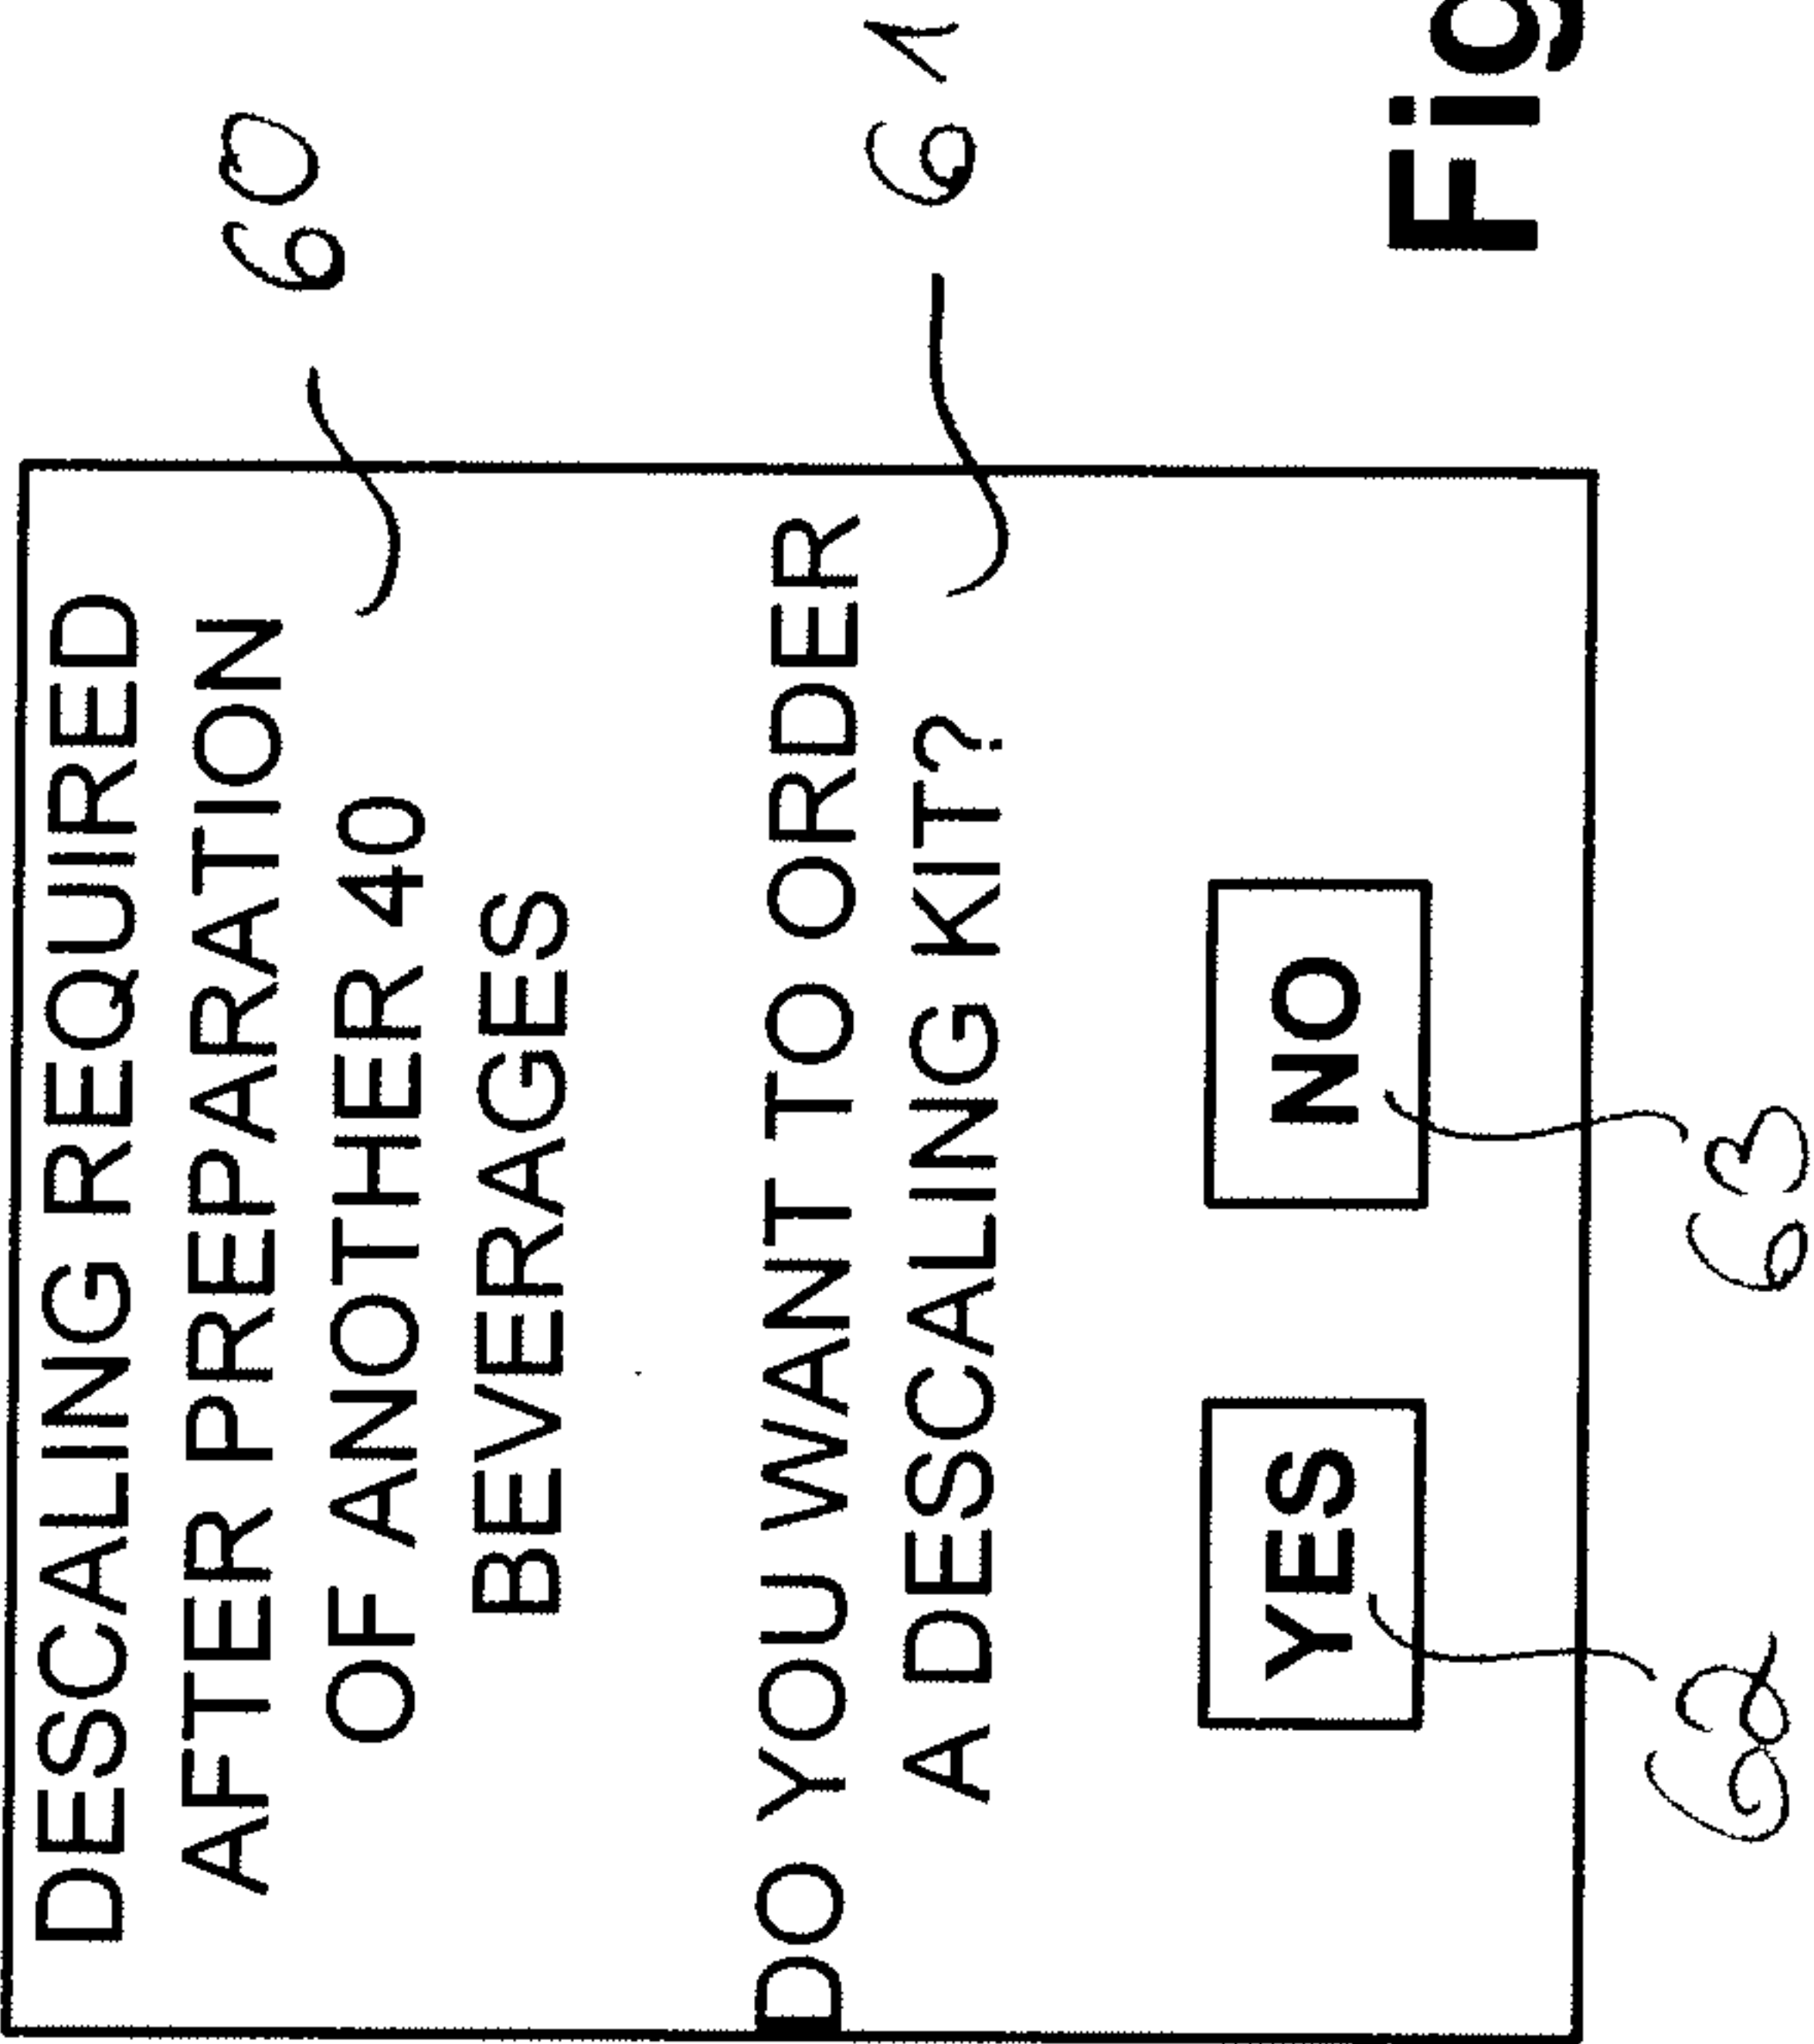 DESCALING REQUIRED
AFTER PREPARATION
OF ANOTHER 40
BEVERAGES
60
DO YOU WANT TO ORDER
A DESCALING KIT?
61
YES
NO
62
63
Fig